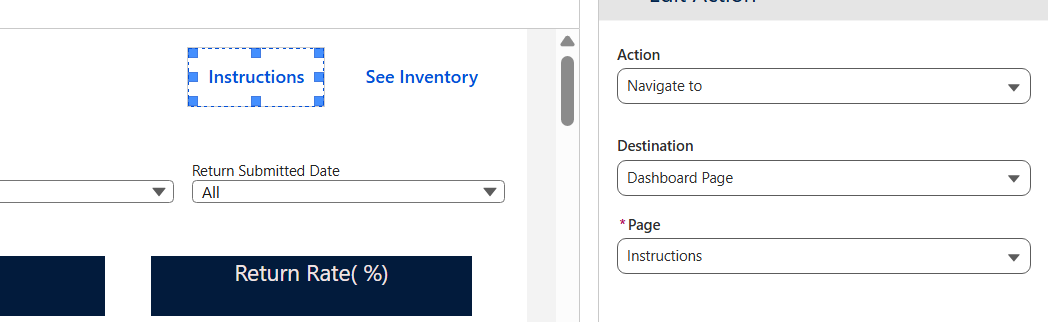 Instructions
See Inventory
Return Submitted Date
All
Return Rate( %)
Action
Navigate to
Destination
Dashboard Page
* Page
Instructions